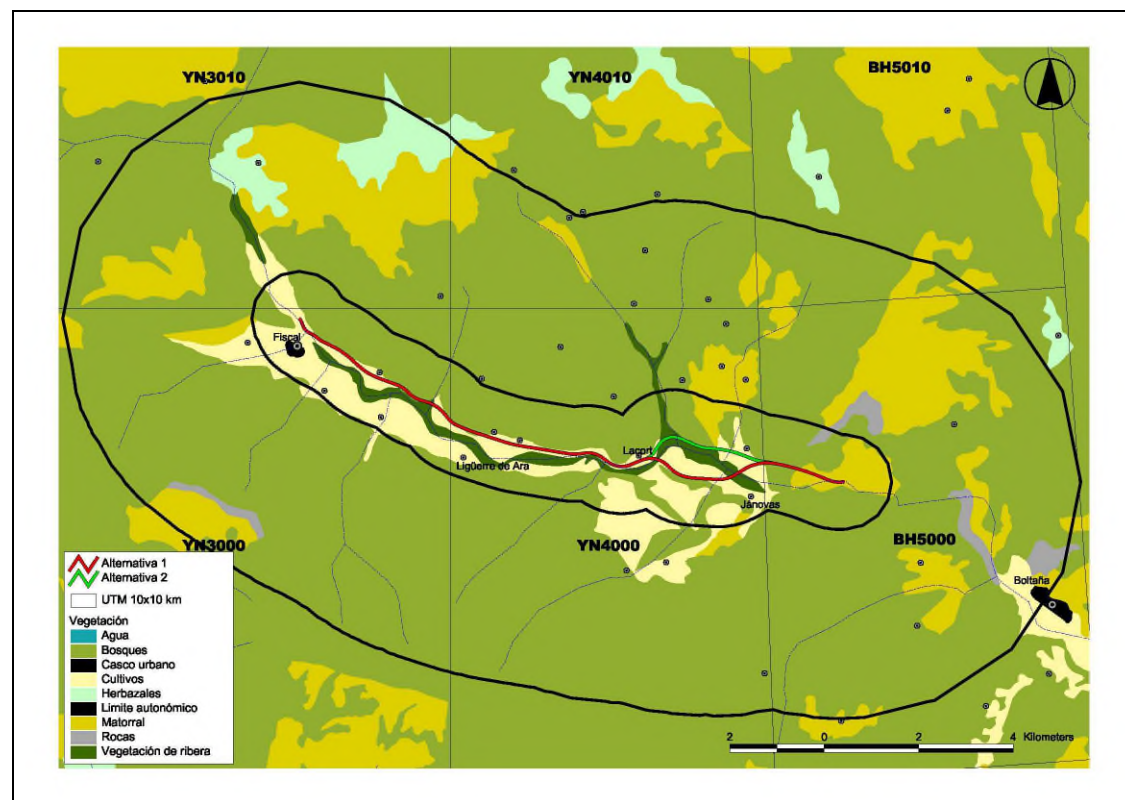 YN3010
YN4010
BH5010
Fiscal
Lacort
Ligüerre de Ara
Jánovas
YN3000
YN4000
BH5000
Boltaña
Alternativa 1
Alternativa 2
UTM 10x10 km
Vegetación
Agua
Bosques
Casco urbano
Cultivos
Herbazales
Limite autonómico
Matorral
Rocas
Vegetación de ribera
2 0 2 4 Kilometers